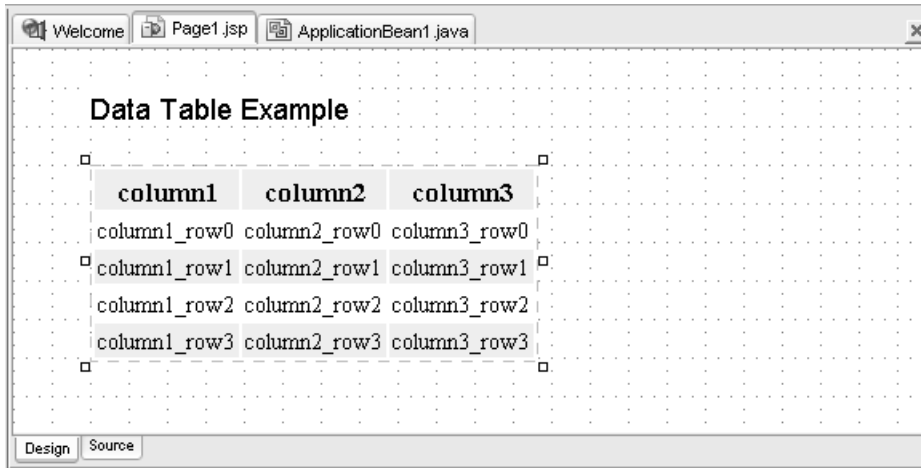 Welcome Page1.jsp ApplicationBean1.java
Data Table Example
column1 column2 column3
column1_row0 column2_row0 column3_row0
column1_row1 column2_row1 column3_row1
column1_row2 column2_row2 column3_row2
column1_row3 column2_row3 column3_row3
Design Source